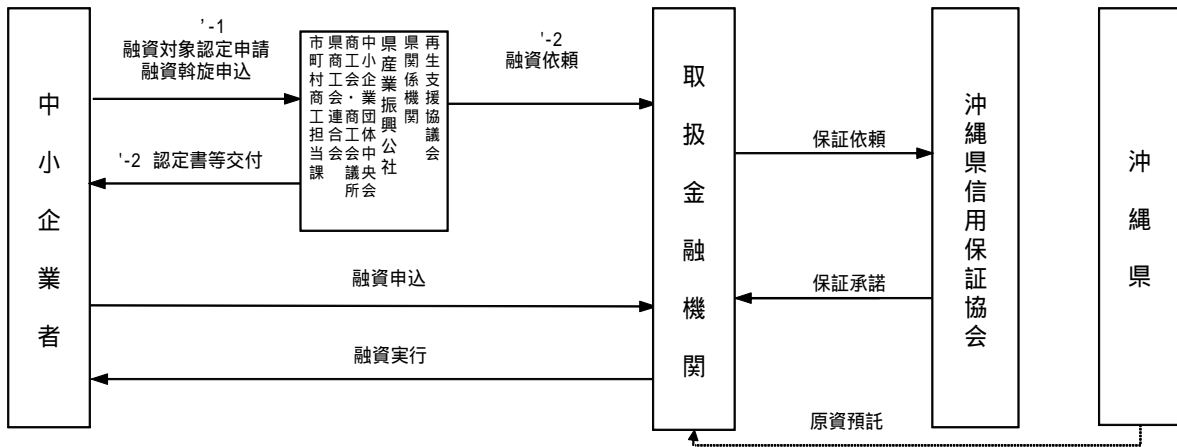 中小企業者
'-1
融資対象認定申請
融資斡旋申込
'-2 認定書等交付
再生支援協議会
県関係機関
県産業振興公社
中小企業団体中央会
商工会・商工会議所
県商工会連合会
市町村商工担当課
'-2
融資依頼
融資申込
融資実行
取扱金融機関
保証依頼
保証承諾
沖縄県信用保証協会
沖縄県
原資預託